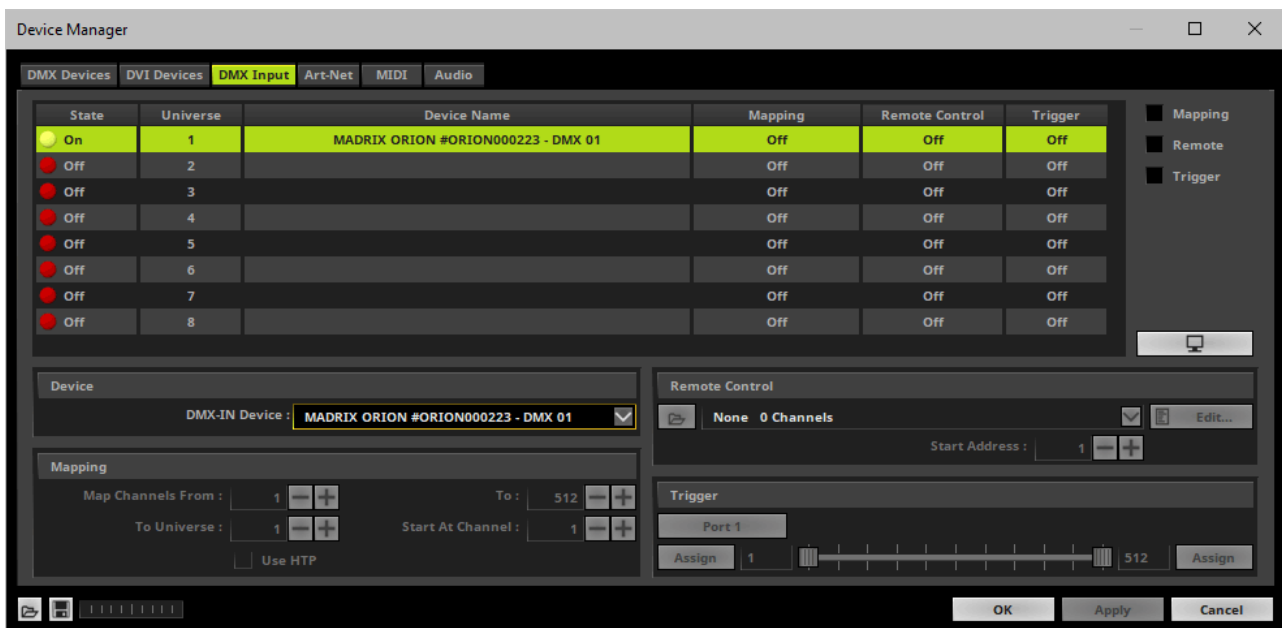 Device Manager
DMX Devices DVI Devices DMX Input Art-Net MIDI Audio
State Universe Device Name Mapping Remote Control Trigger
On 1 MADRIX ORION #ORION000223 - DMX 01 Off Off Off
Off 2 Off Off Off
Off 3 Off Off Off
Off 4 Off Off Off
Off 5 Off Off Off
Off 6 Off Off Off
Off 7 Off Off Off
Off 8 Off Off Off
Mapping
Remote
Trigger
Device
DMX-IN Device : MADRIX ORION #ORION000223 - DMX 01
Mapping
Map Channels From : 1 To : 512
To Universe : 1 Start At Channel : 1
Use HTP
Remote Control
None 0 Channels Edit...
Start Address : 1
Trigger
Port 1
Assign 1 512 Assign
OK Apply Cancel